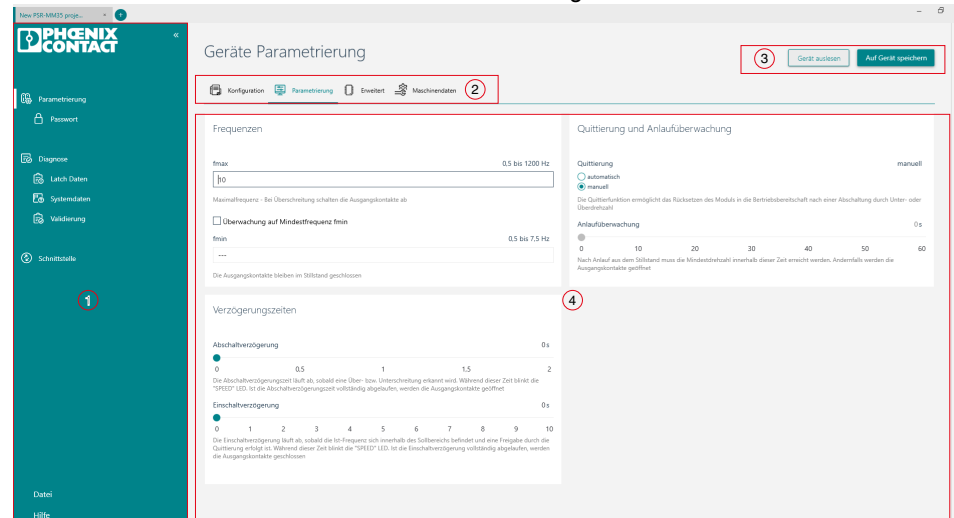 New PSR-MM35 proje...
PHŒNIX
CONTACT
«
Parametrierung
Passwort
Diagnose
Latch Daten
Systemdaten
Validierung
Schnittstelle
1
Datei
Hilfe
Geräte Parametrierung
3
Gerät auslesen
Auf Gerät speichern
Konfiguration
Parametrierung
Erweitert
Maschinendaten
2
Frequenzen
fmax 0,5 bis 1200 Hz
10
Maximalfrequenz - Bei Überschreitung schalten die Ausgangskontakte ab
Überwachung auf Mindestfrequenz fmin
fmin 0,5 bis 7,5 Hz
---
Die Ausgangskontakte bleiben im Stillstand geschlossen
Quittierung und Anlaufüberwachung
Quittierung manuell
automatisch
manuell
Die Quittierfunktion ermöglicht das Rücksetzen des Moduls in die Bertriebsbereitschaft nach einer Abschaltung durch Unter- oder
Überdrehzahl
Anlaufüberwachung 0 s
0 10 20 30 40 50 60
Nach Anlauf aus dem Stillstand muss die Mindestdrehzahl innerhalb dieser Zeit erreicht werden. Andernfalls werden die
Ausgangskontakte geöffnet
4
Verzögerungszeiten
Abschaltverzögerung 0 s
0 0.5 1 1.5 2
Die Abschaltverzögerungszeit läuft ab, sobald eine Über- bzw. Unterschreitung erkannt wird. Während dieser Zeit blinkt die
"SPEED" LED. Ist die Abschaltverzögerungszeit vollständig abgelaufen, werden die Ausgangskontakte geöffnet
Einschaltverzögerung 0 s
0 1 2 3 4 5 6 7 8 9 10
Die Einschaltverzögerung läuft ab, sobald die Ist-Frequenz sich innerhalb des Sollbereichs befindet und eine Freigabe durch die
Quittierung erfolgt ist. Während dieser Zeit blinkt die "SPEED" LED. Ist die Einschaltverzögerung vollständig abgelaufen, werden
die Ausgangskontakte geschlossen